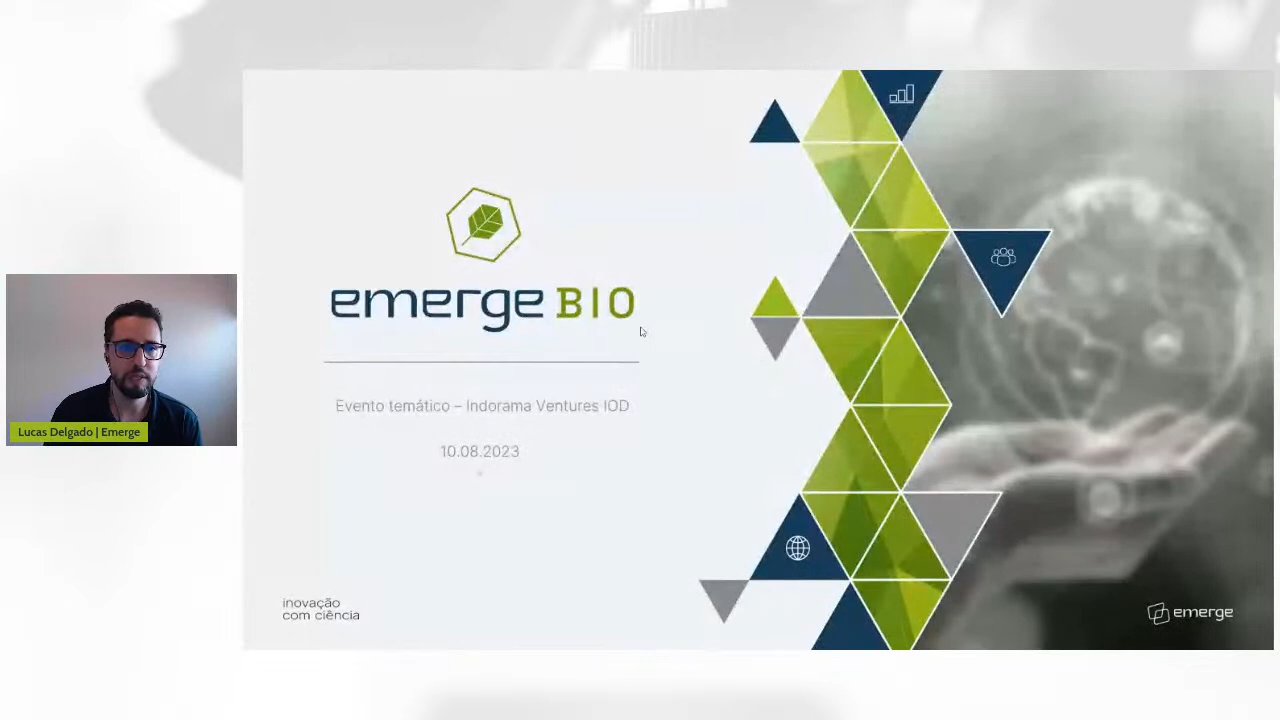 emerge BIO
Evento temático – Indorama Ventures IOD
10.08.2023
Lucas Delgado | Emerge
inovação
com ciência
emerge